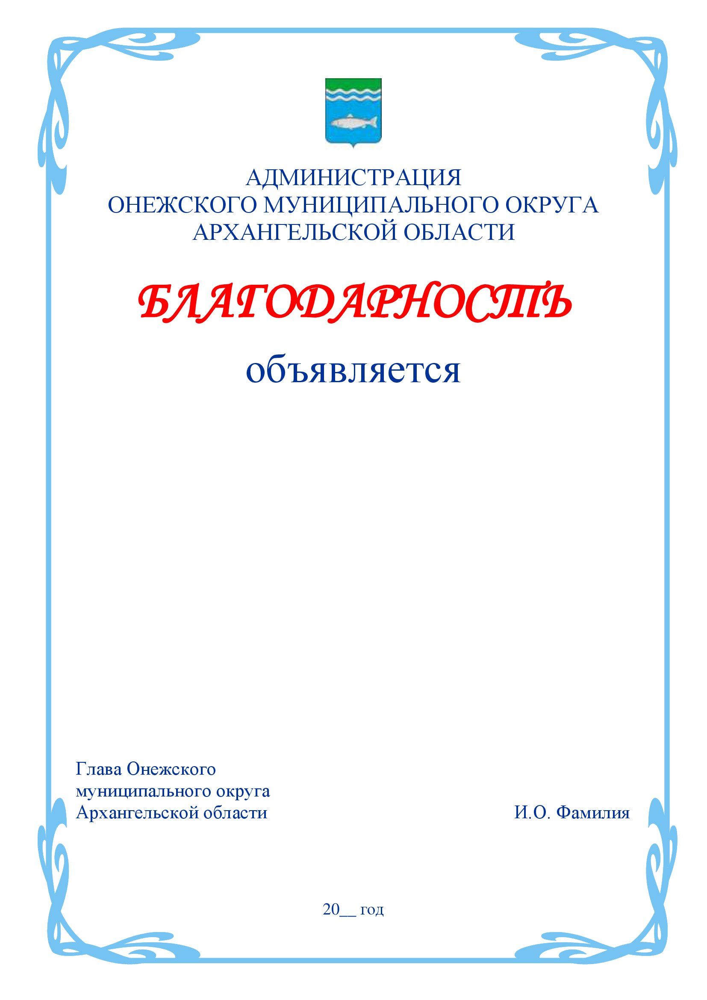 АДМИНИСТРАЦИЯ
ОНЕЖСКОГО МУНИЦИПАЛЬНОГО ОКРУГА
АРХАНГЕЛЬСКОЙ ОБЛАСТИ
БЛАГОДАРНОСТЬ
объявляется
Глава Онежского
муниципального округа
Архангельской области И.О. Фамилия
20__ год